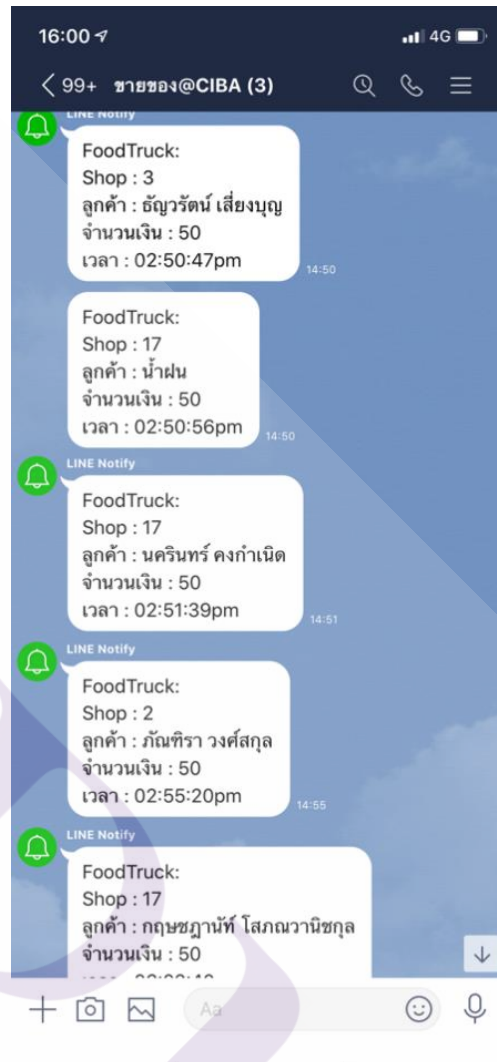 16:00
4G
99+ ขายของ@CIBA (3)
LINE Notify
FoodTruck:
Shop : 3
ลูกค้า : ธัญวรัตน์ เสี่ยงบุญ
จำนวนเงิน : 50
เวลา : 02:50:47pm
14:50
FoodTruck:
Shop : 17
ลูกค้า : น้ำฝน
จำนวนเงิน : 50
เวลา : 02:50:56pm
14:50
LINE Notify
FoodTruck:
Shop : 17
ลูกค้า : นครินทร์ คงกำเนิด
จำนวนเงิน : 50
เวลา : 02:51:39pm
14:51
LINE Notify
FoodTruck:
Shop : 2
ลูกค้า : ภัณฑิรา วงศ์สกุล
จำนวนเงิน : 50
เวลา : 02:55:20pm
14:55
LINE Notify
FoodTruck:
Shop : 17
ลูกค้า : กฤษชฎานัท์ โสภณวานิชกุล
จำนวนเงิน : 50
Aa